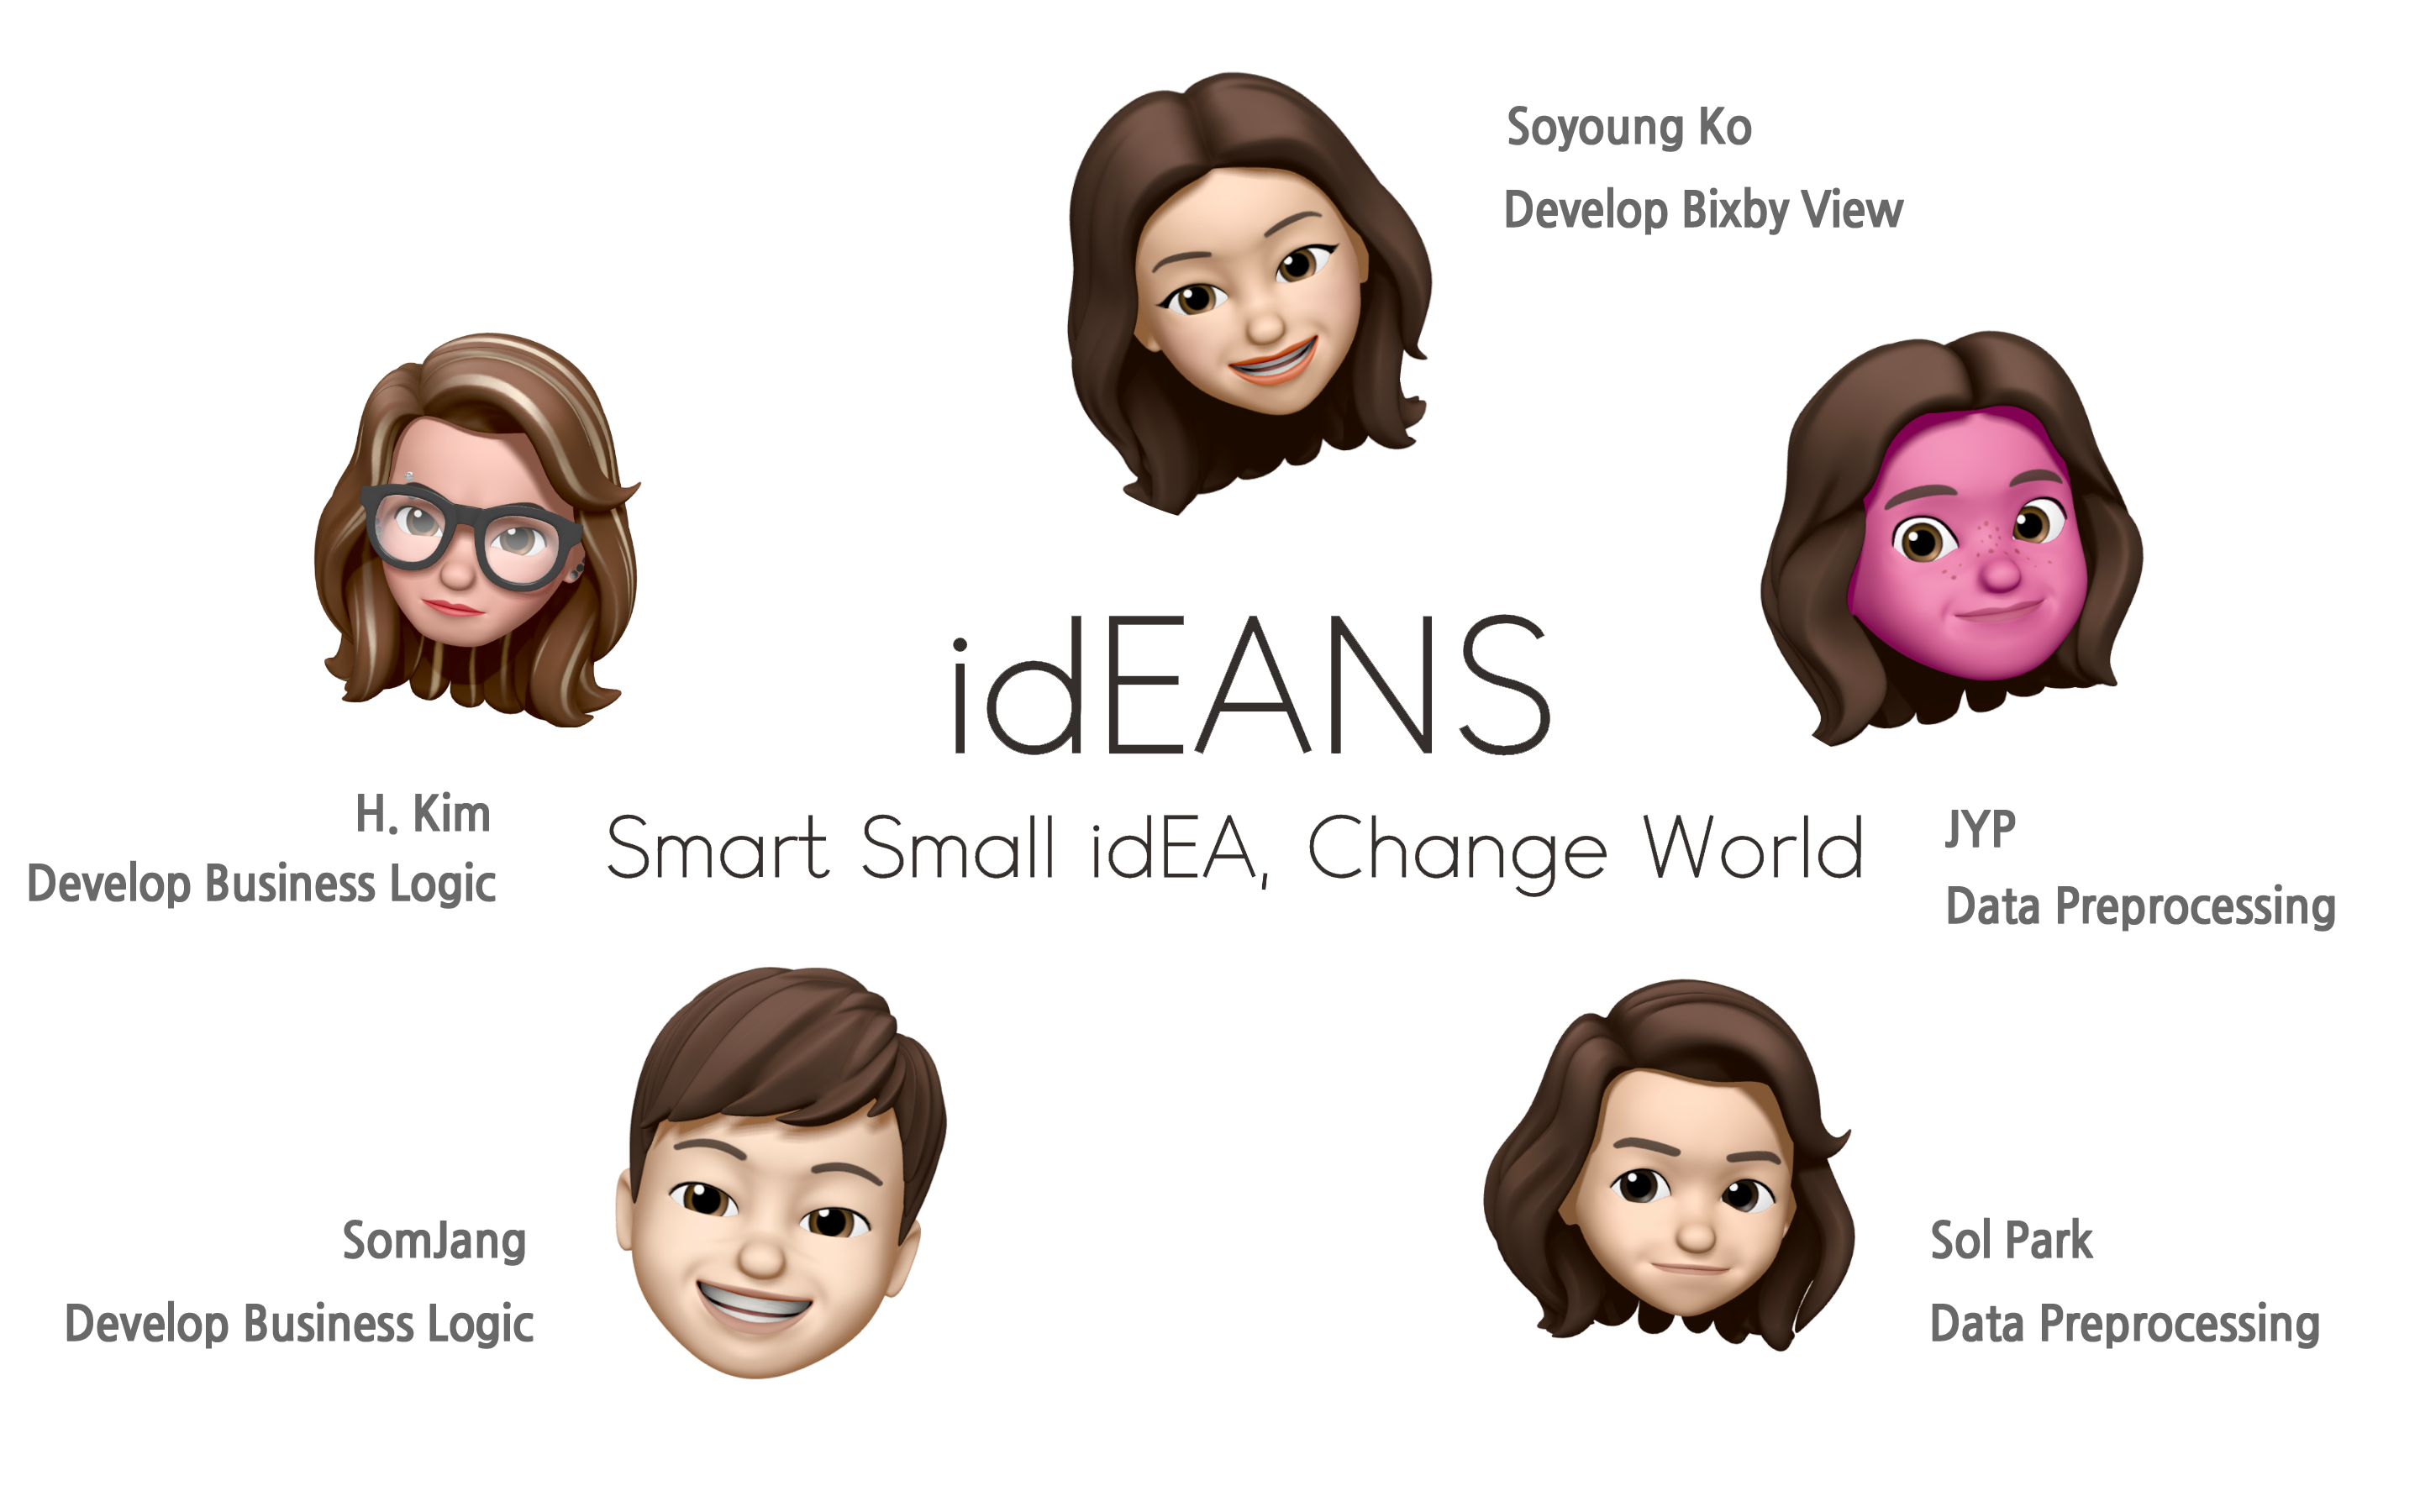 Soyoung Ko
Develop Bixby View
idEANS
Smart Small idEA, Change World
H. Kim
Develop Business Logic
JYP
Data Preprocessing
SomJang
Develop Business Logic
Sol Park
Data Preprocessing